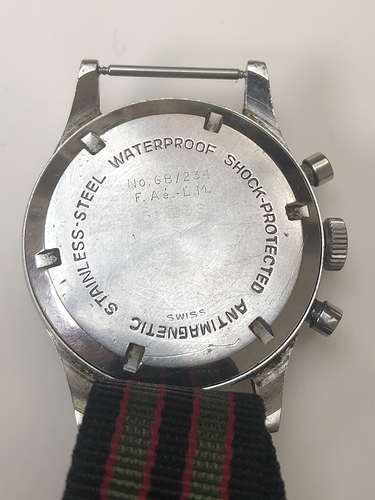 STAINLESS-STEEL WATERPROOF SHOCK-PROTECTED ANTIMAGNETIC
No.6B/234
F.Aé.-L.M.
SWISS